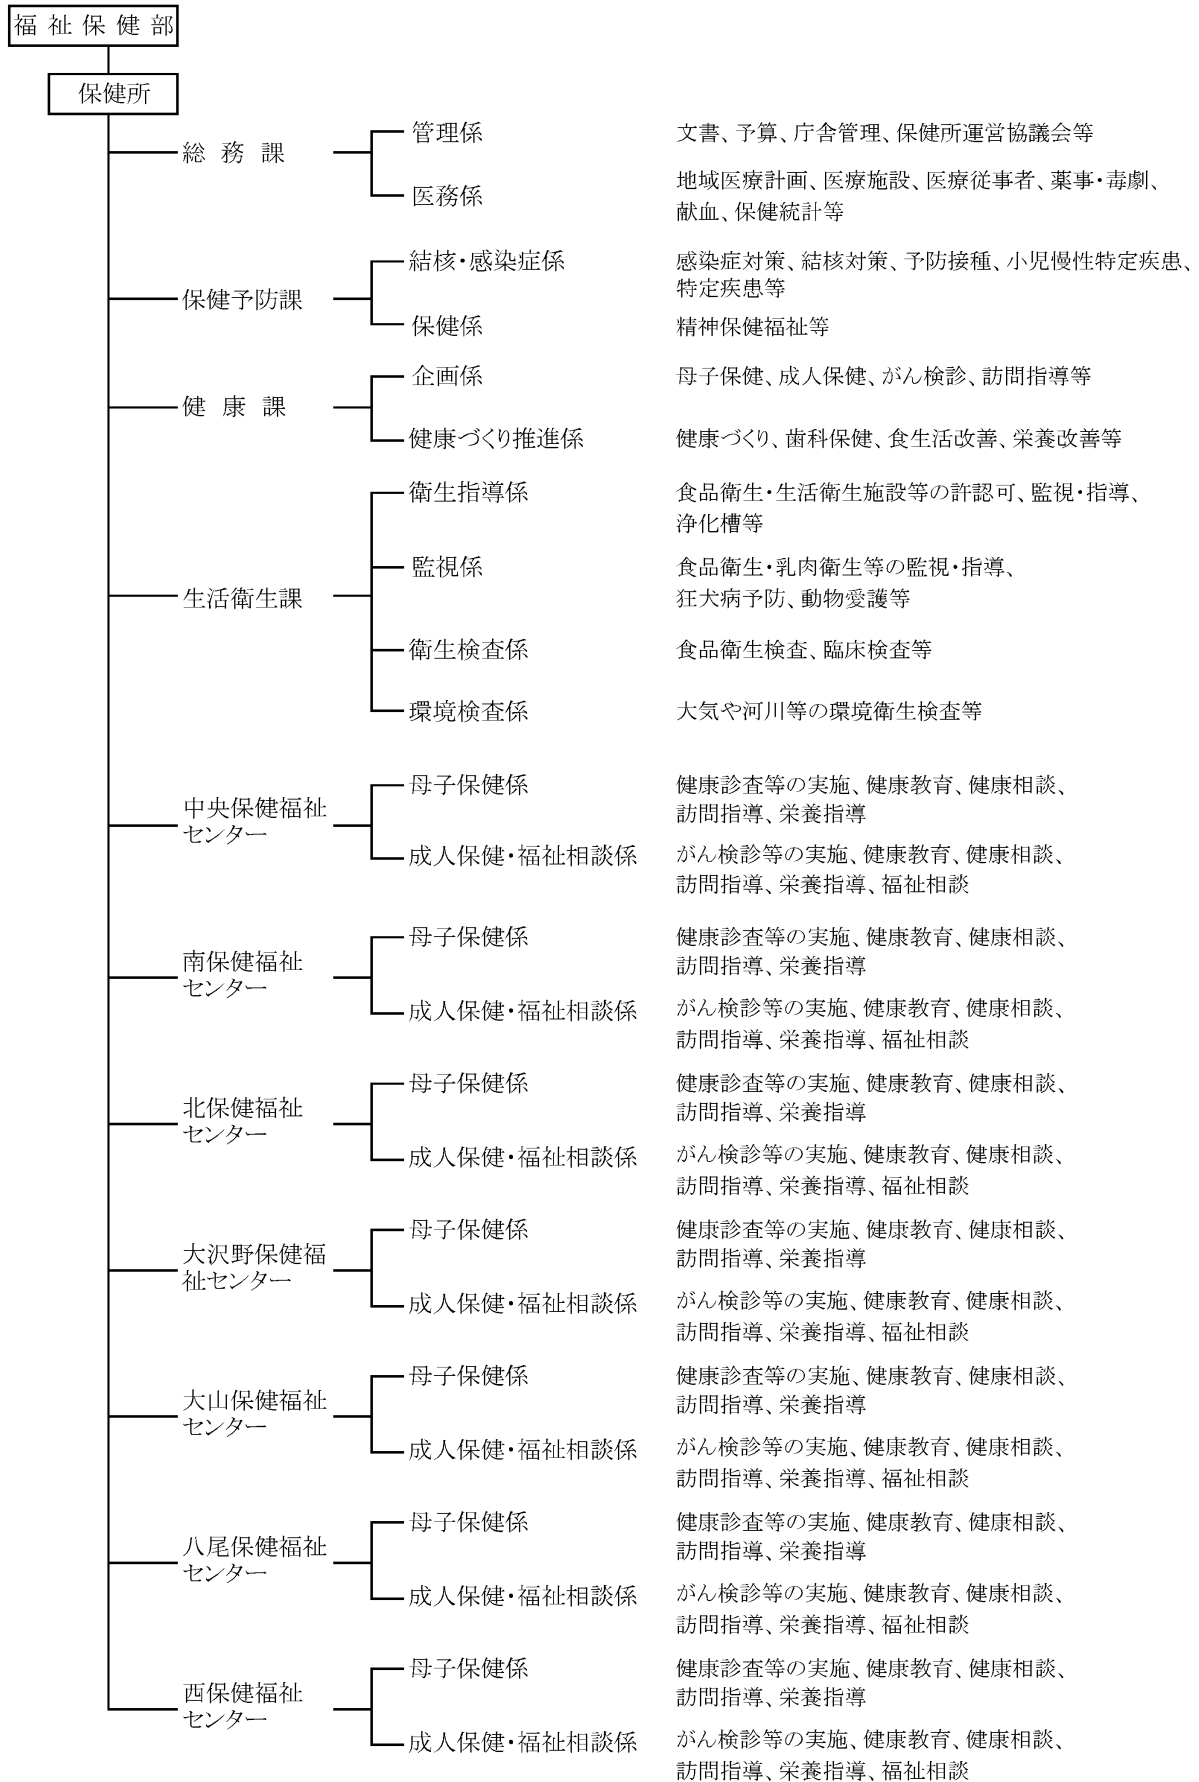 福祉保健部
保健所
総務課
管理係
文書、予算、庁舎管理、保健所運営協議会等
医務係
地域医療計画、医療施設、医療従事者、薬事・毒劇、
献血、保健統計等
保健予防課
結核・感染症係
感染症対策、結核対策、予防接種、小児慢性特定疾患、
特定疾患等
保健係
精神保健福祉等
健康課
企画係
母子保健、成人保健、がん検診、訪問指導等
健康づくり推進係
健康づくり、歯科保健、食生活改善、栄養改善等
生活衛生課
衛生指導係
食品衛生・生活衛生施設等の許認可、監視・指導、
浄化槽等
監視係
食品衛生・乳肉衛生等の監視・指導、
狂犬病予防、動物愛護等
衛生検査係
食品衛生検査、臨床検査等
環境検査係
大気や河川等の環境衛生検査等
中央保健福祉
センター
母子保健係
健康診査等の実施、健康教育、健康相談、
訪問指導、栄養指導
成人保健・福祉相談係
がん検診等の実施、健康教育、健康相談、
訪問指導、栄養指導、福祉相談
南保健福祉
センター
母子保健係
健康診査等の実施、健康教育、健康相談、
訪問指導、栄養指導
成人保健・福祉相談係
がん検診等の実施、健康教育、健康相談、
訪問指導、栄養指導、福祉相談
北保健福祉
センター
母子保健係
健康診査等の実施、健康教育、健康相談、
訪問指導、栄養指導
成人保健・福祉相談係
がん検診等の実施、健康教育、健康相談、
訪問指導、栄養指導、福祉相談
大沢野保健福
祉センター
母子保健係
健康診査等の実施、健康教育、健康相談、
訪問指導、栄養指導
成人保健・福祉相談係
がん検診等の実施、健康教育、健康相談、
訪問指導、栄養指導、福祉相談
大山保健福祉
センター
母子保健係
健康診査等の実施、健康教育、健康相談、
訪問指導、栄養指導
成人保健・福祉相談係
がん検診等の実施、健康教育、健康相談、
訪問指導、栄養指導、福祉相談
八尾保健福祉
センター
母子保健係
健康診査等の実施、健康教育、健康相談、
訪問指導、栄養指導
成人保健・福祉相談係
がん検診等の実施、健康教育、健康相談、
訪問指導、栄養指導、福祉相談
西保健福祉
センター
母子保健係
健康診査等の実施、健康教育、健康相談、
訪問指導、栄養指導
成人保健・福祉相談係
がん検診等の実施、健康教育、健康相談、
訪問指導、栄養指導、福祉相談